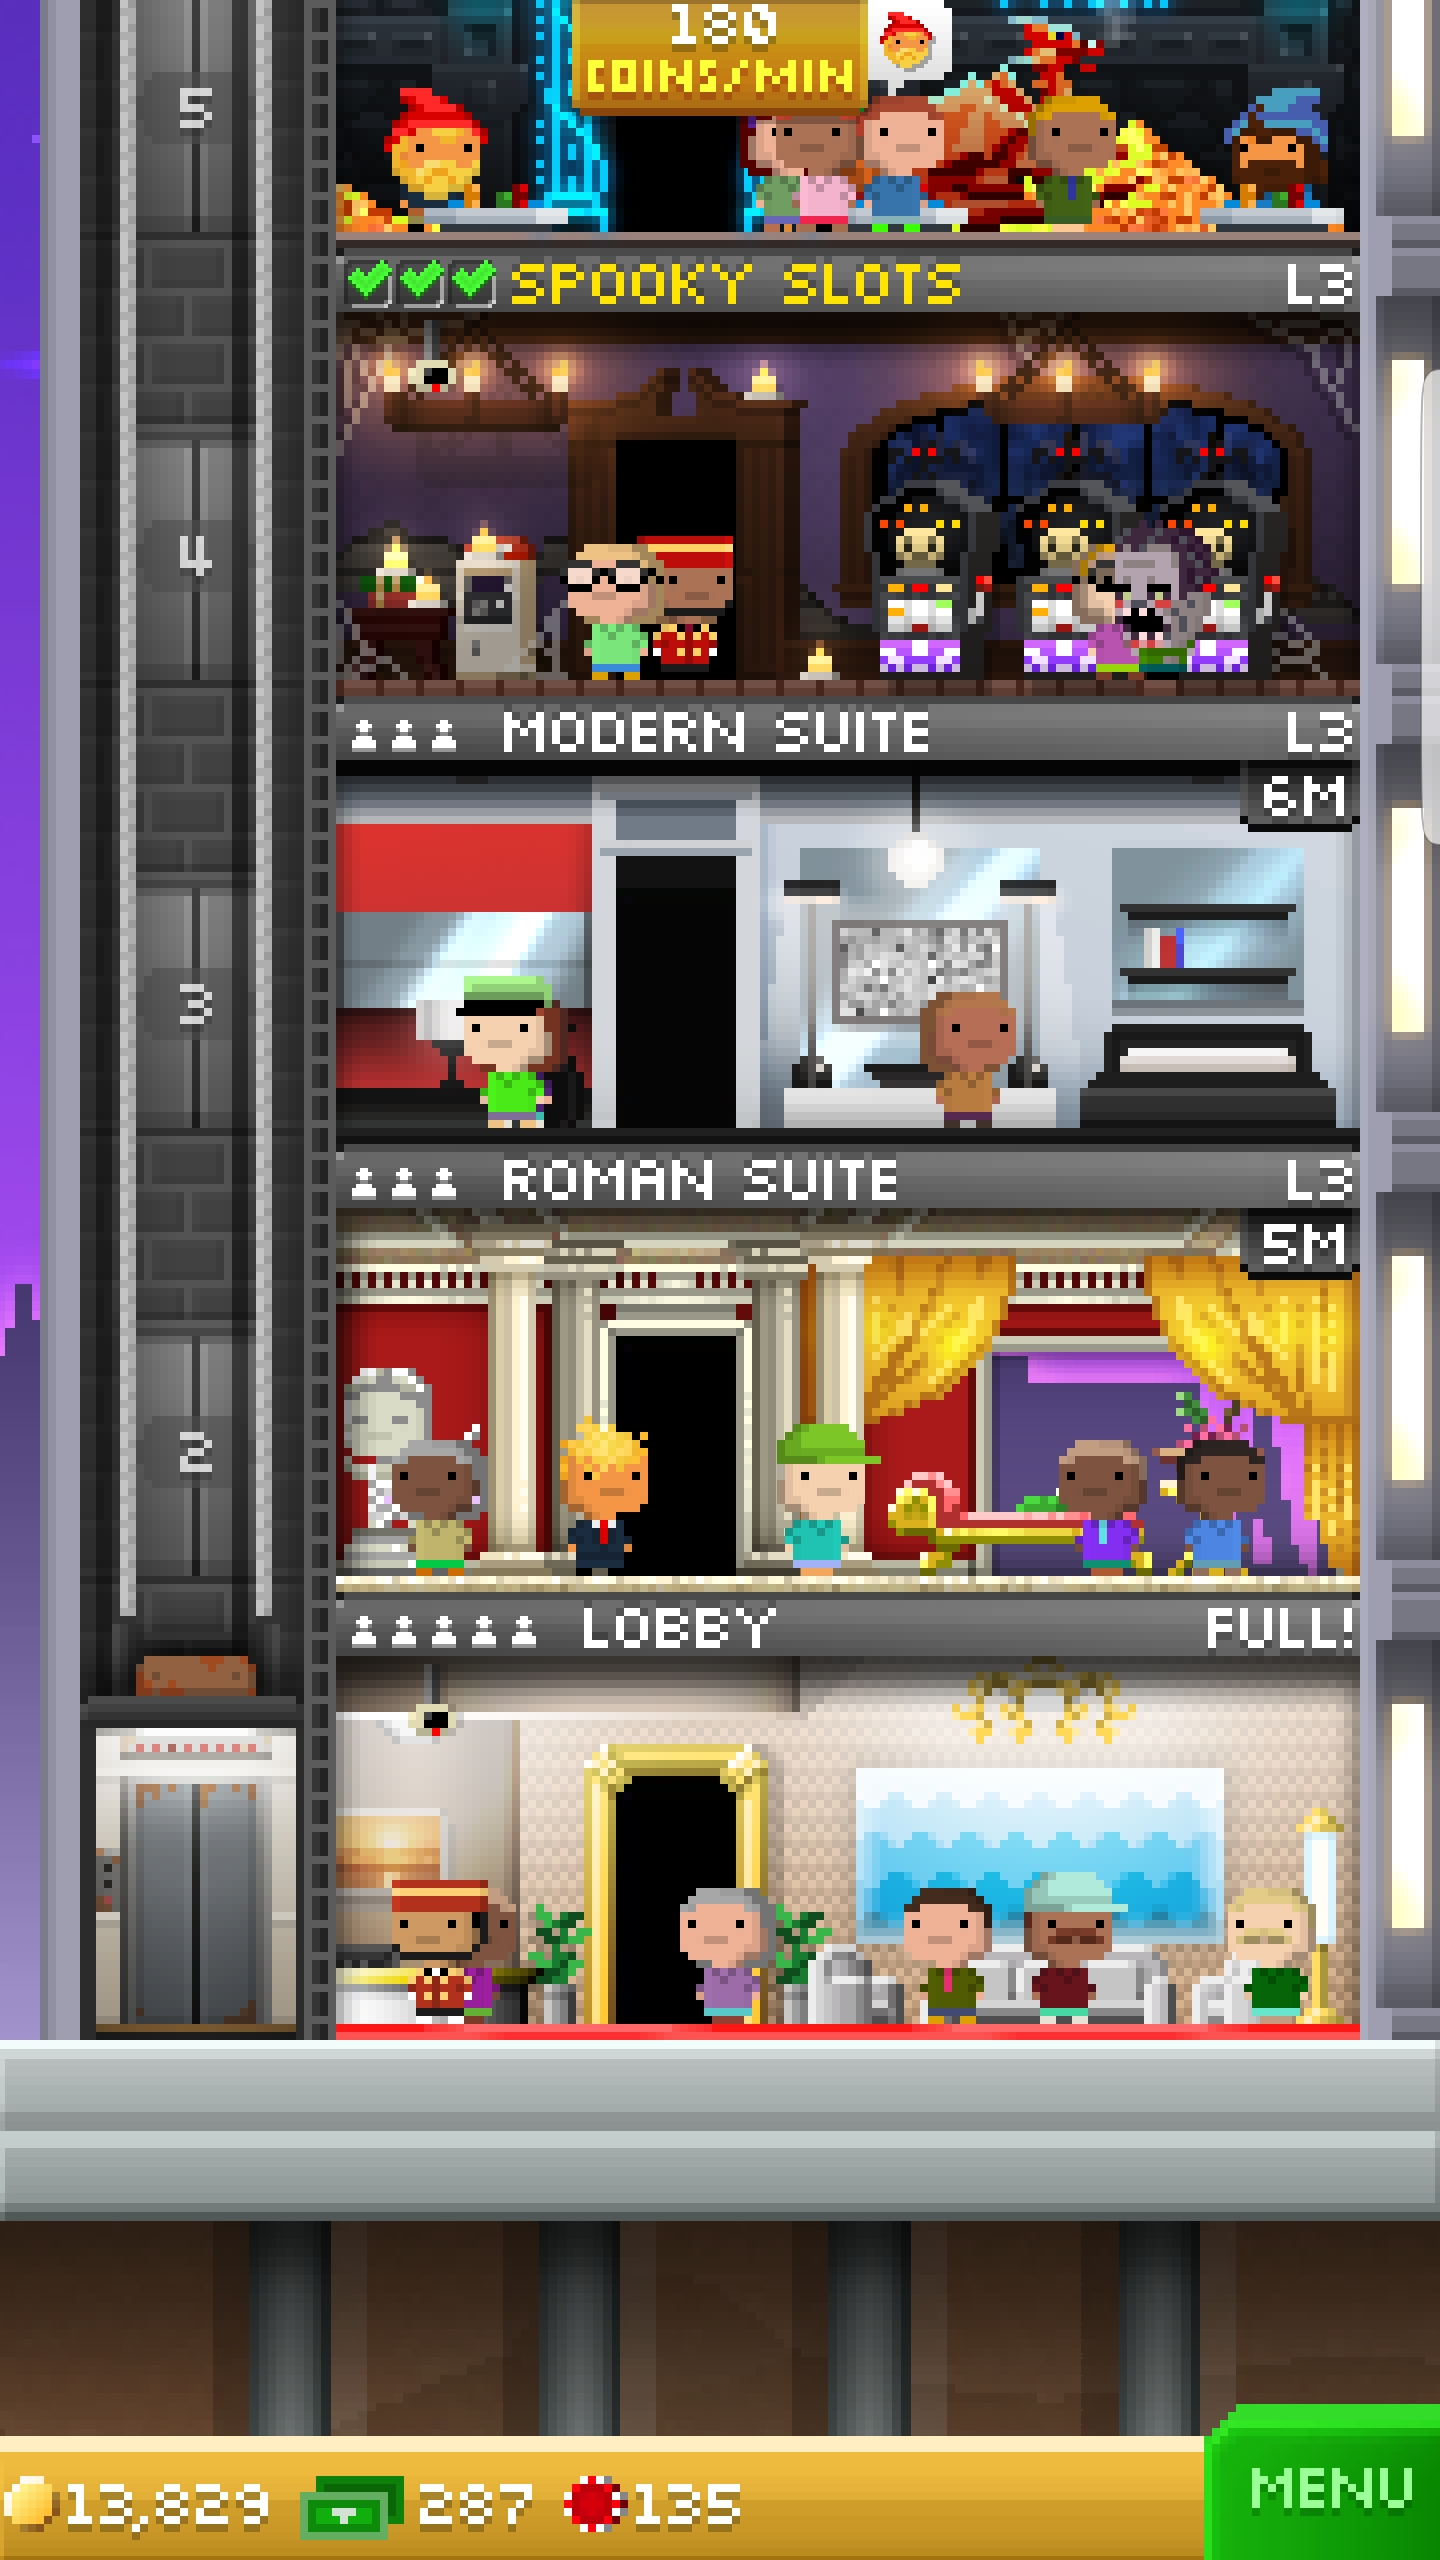 180
COINS/MIN
5
SPOOKY SLOTS L3
4
MODERN SUITE L3
6M
3
ROMAN SUITE L3
5M
2
LOBBY FULL!
13,829 287 135
MENU